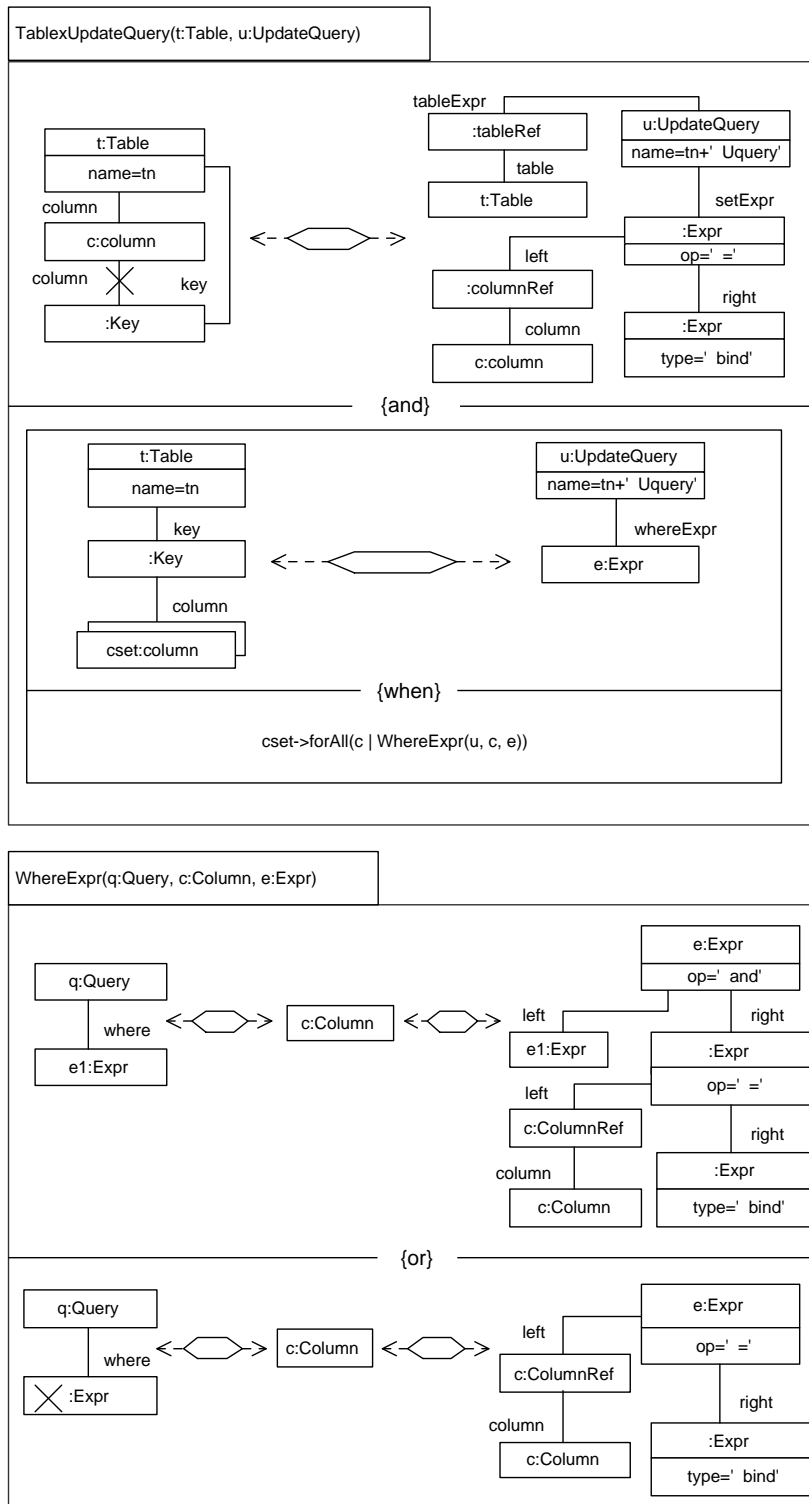 TablexUpdateQuery(t:Table, u:UpdateQuery)
tableExpr
t:Table
name=tn
column
c:column
column
key
:Key
:tableRef
table
t:Table
u:UpdateQuery
name=tn+' Uquery'
setExpr
:Expr
op=' ='
left
:columnRef
column
c:column
right
:Expr
type=' bind'
{and}
t:Table
name=tn
key
:Key
column
cset:column
u:UpdateQuery
name=tn+' Uquery'
whereExpr
e:Expr
{when}
cset->forAll(c | WhereExpr(u, c, e))
WhereExpr(q:Query, c:Column, e:Expr)
q:Query
where
e1:Expr
c:Column
e:Expr
op=' and'
left
e1:Expr
right
:Expr
op=' ='
left
c:ColumnRef
column
c:Column
right
:Expr
type=' bind'
{or}
q:Query
where
:Expr
c:Column
e:Expr
op=' ='
left
c:ColumnRef
column
c:Column
right
:Expr
type=' bind'